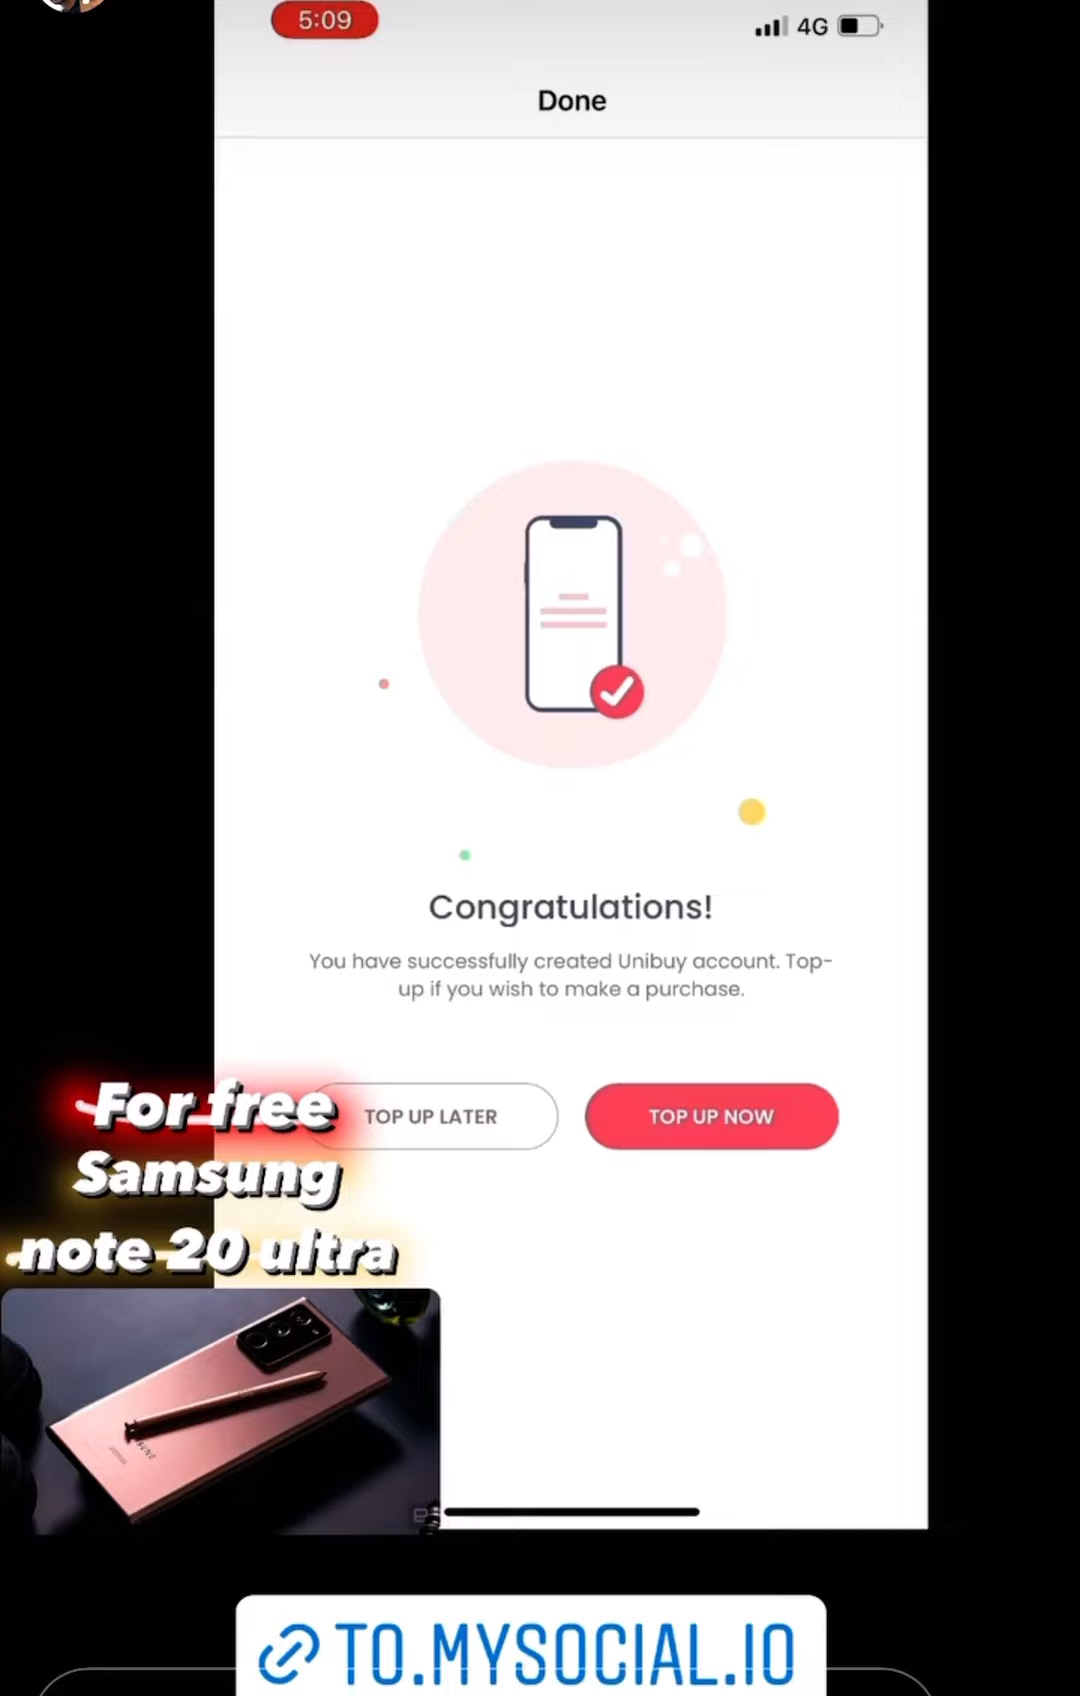 5:09
4G
Done
Congratulations!
You have successfully created Unibuy account. Top-
up if you wish to make a purchase.
TOP UP LATER
TOP UP NOW
For free
Samsung
note 20 ultra
SAMSUNG
TO.MYSOCIAL.IO